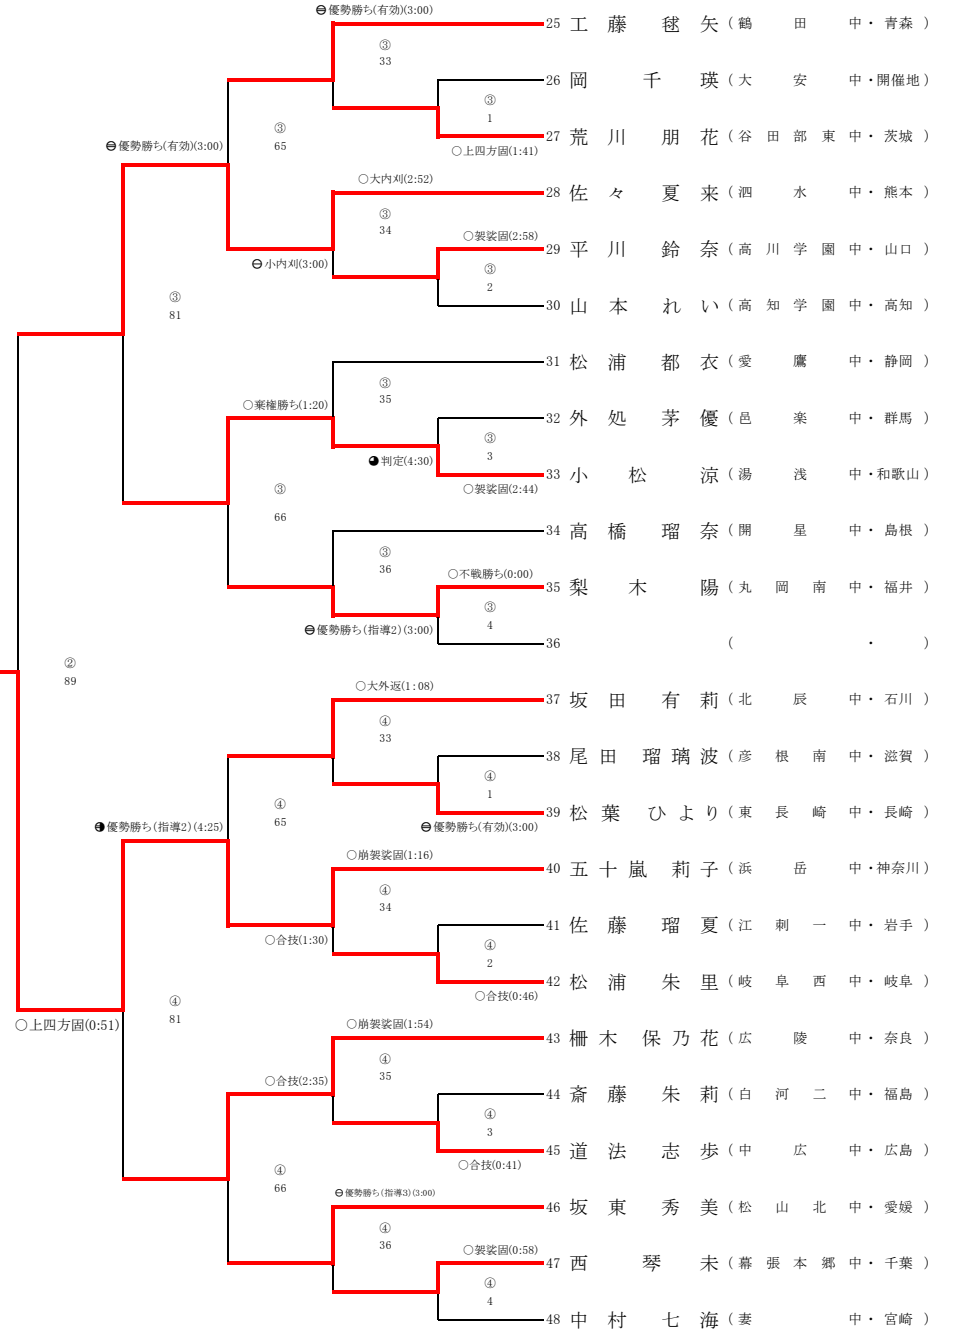 ⊖優勢勝ち(有効)(3:00)
25 工藤 毬矢 (鶴田中・青森)
③
33
26 岡 千瑛 (大安中・開催地)
③
1
③
65
27 荒川 朋花 (谷田部東中・茨城)
⊖優勢勝ち(有効)(3:00)
○上四方固(1:41)
○大内刈(2:52)
28 佐々 夏来 (泗水中・熊本)
③
34
○袈裟固(2:58)
29 平川 鈴奈 (高川学園中・山口)
⊖小内刈(3:00)
③
2
③
81
30 山本 れい (高知学園中・高知)
31 松浦 都衣 (愛鷹中・静岡)
③
35
○棄権勝ち(1:20)
32 外処 茅優 (邑楽中・群馬)
③
3
判定(4:30)
33 小松 涼 (湯浅中・和歌山)
○袈裟固(2:44)
③
66
34 高橋 瑠奈 (開星中・島根)
③
36
○不戦勝ち(0:00)
35 梨木 陽 (丸岡南中・福井)
③
4
⊖優勢勝ち(指導2)(3:00)
36 ( ・ )
②
89
○大外返(1:08)
37 坂田 有莉 (北辰中・石川)
④
33
38 尾田 瑠璃波 (彦根南中・滋賀)
④
1
④
65
39 松葉 ひより (東長崎中・長崎)
優勢勝ち(指導2)(4:25)
⊖優勢勝ち(有効)(3:00)
○崩袈裟固(1:16)
40 五十嵐 莉子 (浜岳中・神奈川)
④
34
41 佐藤 瑠夏 (江刺一中・岩手)
○合技(1:30)
④
2
42 松浦 朱里 (岐阜西中・岐阜)
○合技(0:46)
④
81
○上四方固(0:51)
○崩袈裟固(1:54)
43 柵木 保乃花 (広陵中・奈良)
④
35
○合技(2:35)
44 斎藤 朱莉 (白河二中・福島)
④
3
45 道法 志歩 (中広中・広島)
○合技(0:41)
④
66
⊖優勢勝ち(指導3)(3:00)
46 坂東 秀美 (松山北中・愛媛)
④
36
○袈裟固(0:58)
47 西 琴未 (幕張本郷中・千葉)
④
4
48 中村 七海 (妻中・宮崎)